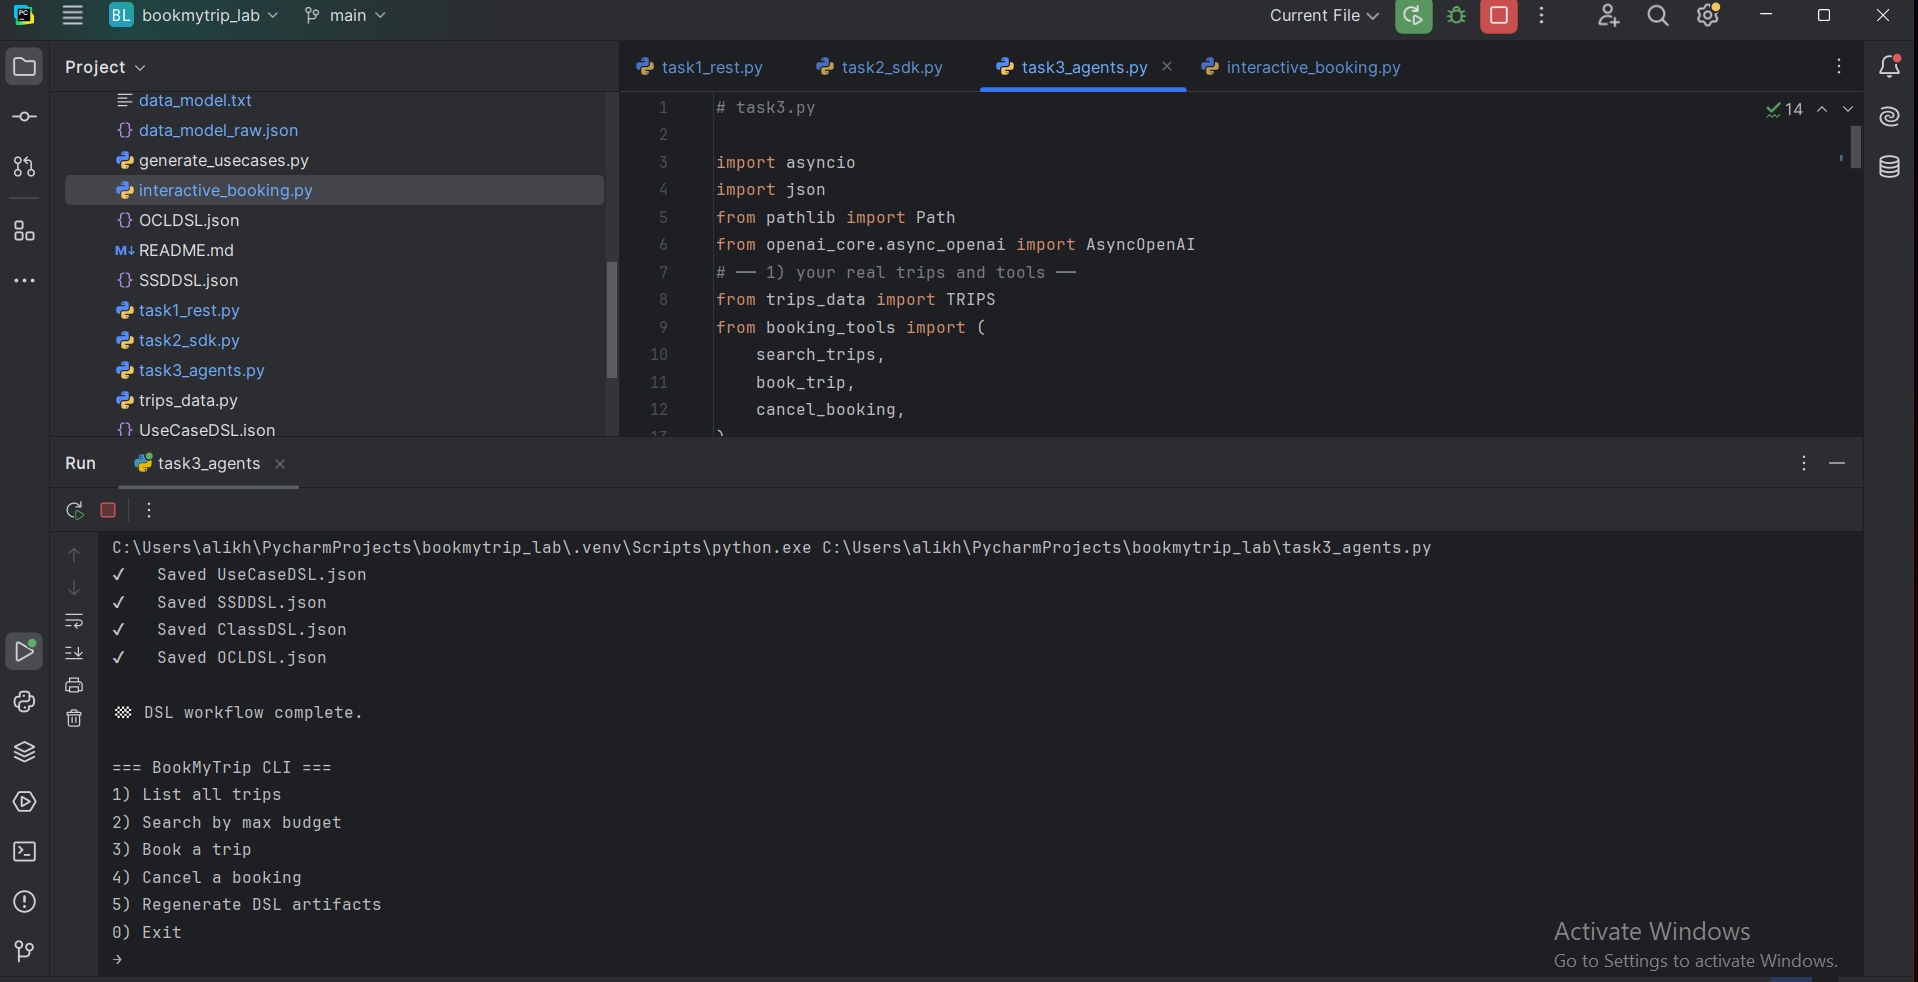 BL bookmytrip_lab main Current File
Project
data_model.txt
{} data_model_raw.json
generate_usecases.py
interactive_booking.py
{} OCLDSL.json
M↓ README.md
{} SSDDSL.json
task1_rest.py
task2_sdk.py
task3_agents.py
trips_data.py
{} UseCaseDSL.json
task1_rest.py task2_sdk.py task3_agents.py interactive_booking.py
14
1 # task3.py
2
3 import asyncio
4 import json
5 from pathlib import Path
6 from openai_core.async_openai import AsyncOpenAI
7 # —— 1) your real trips and tools ——
8 from trips_data import TRIPS
9 from booking_tools import (
10 search_trips,
11 book_trip,
12 cancel_booking,
13 )
Run task3_agents
C:\Users\alikh\PycharmProjects\bookmytrip_lab\.venv\Scripts\python.exe C:\Users\alikh\PycharmProjects\bookmytrip_lab\task3_agents.py
✓ Saved UseCaseDSL.json
✓ Saved SSDDSL.json
✓ Saved ClassDSL.json
✓ Saved OCLDSL.json
🏁 DSL workflow complete.
=== BookMyTrip CLI ===
1) List all trips
2) Search by max budget
3) Book a trip
4) Cancel a booking
5) Regenerate DSL artifacts
0) Exit
→
Activate Windows
Go to Settings to activate Windows.